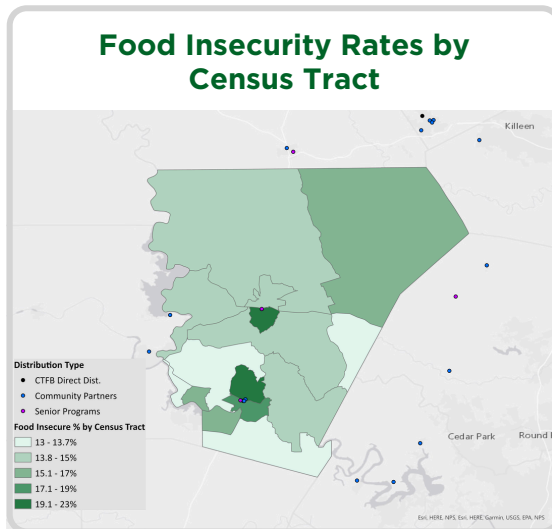 Food Insecurity Rates by
Census Tract
Killeen
Distribution Type
CTFB Direct Dist.
Community Partners
Senior Programs
Food Insecure % by Census Tract
13 - 13.7%
13.8 - 15%
15.1 - 17%
17.1 - 19%
19.1 - 23%
Cedar Park
Round
Esri, HERE, NPS, Esri, HERE, Garmin, USGS, EPA, NPS